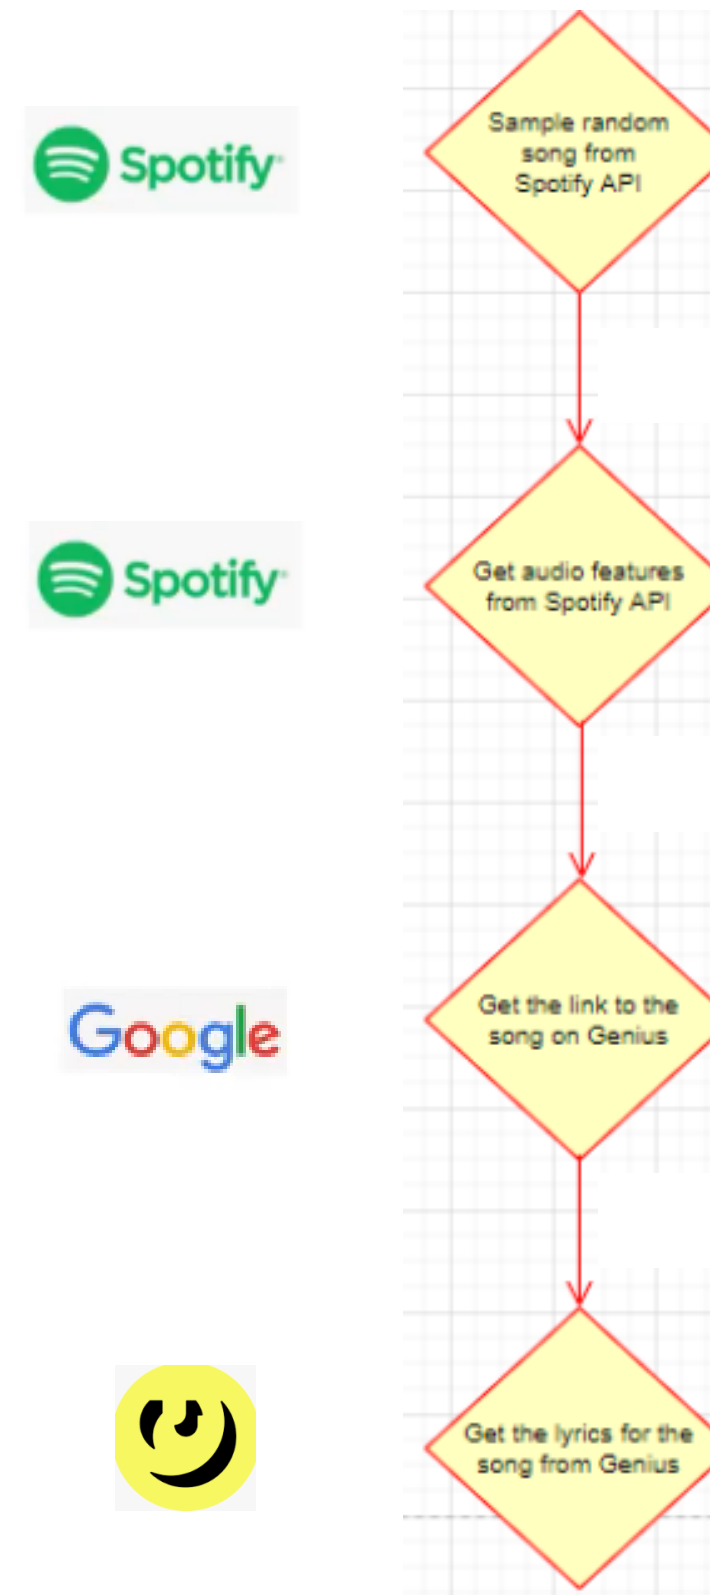 Spotify
Sample random
song from
Spotify API
Spotify
Get audio features
from Spotify API
Google
Get the link to the
song on Genius
Get the lyrics for the
song from Genius